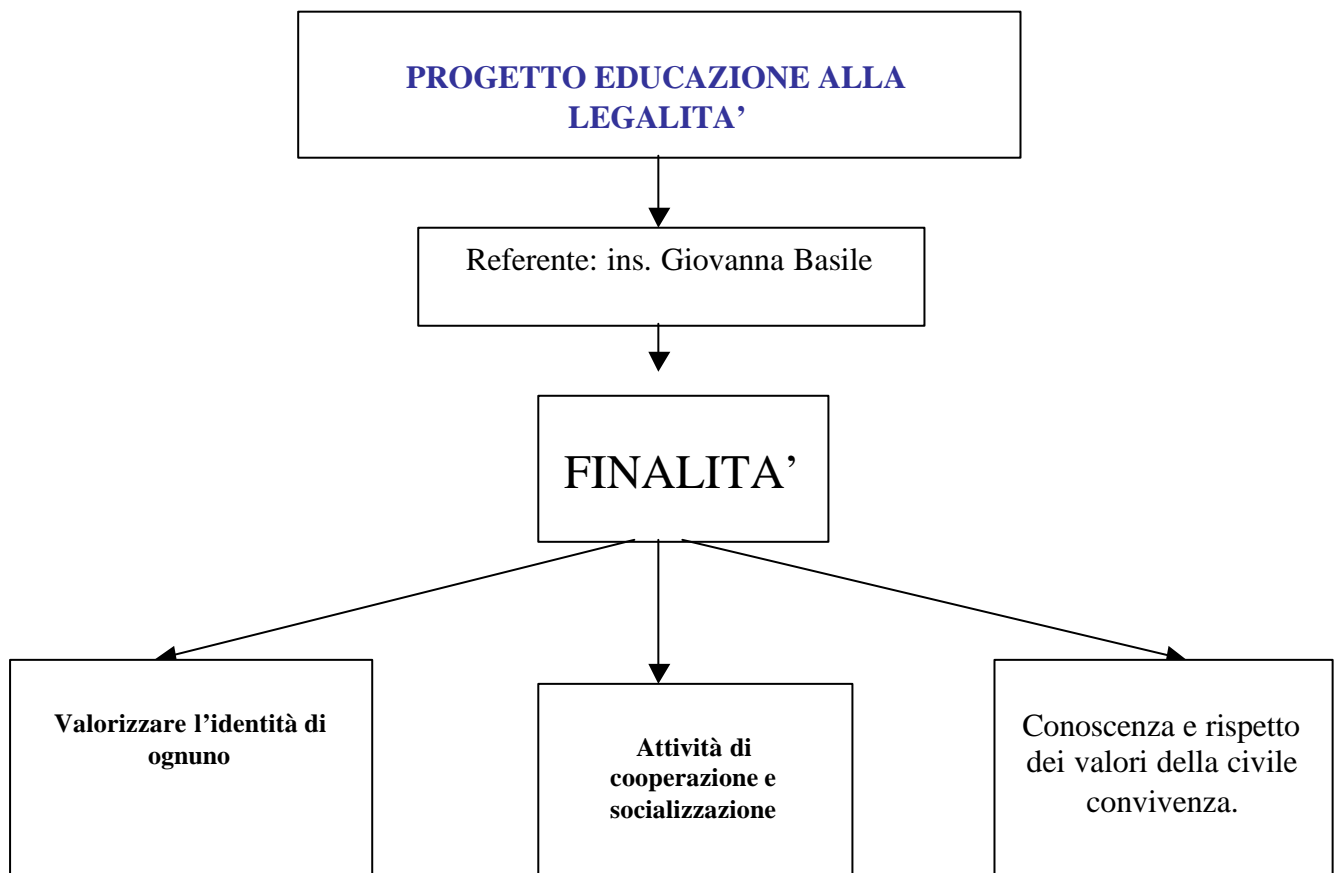 PROGETTO EDUCAZIONE ALLA
LEGALITA’
Referente: ins. Giovanna Basile
FINALITA’
Valorizzare l’identità di
ognuno
Attività di
cooperazione e
socializzazione
Conoscenza e rispetto
dei valori della civile
convivenza.